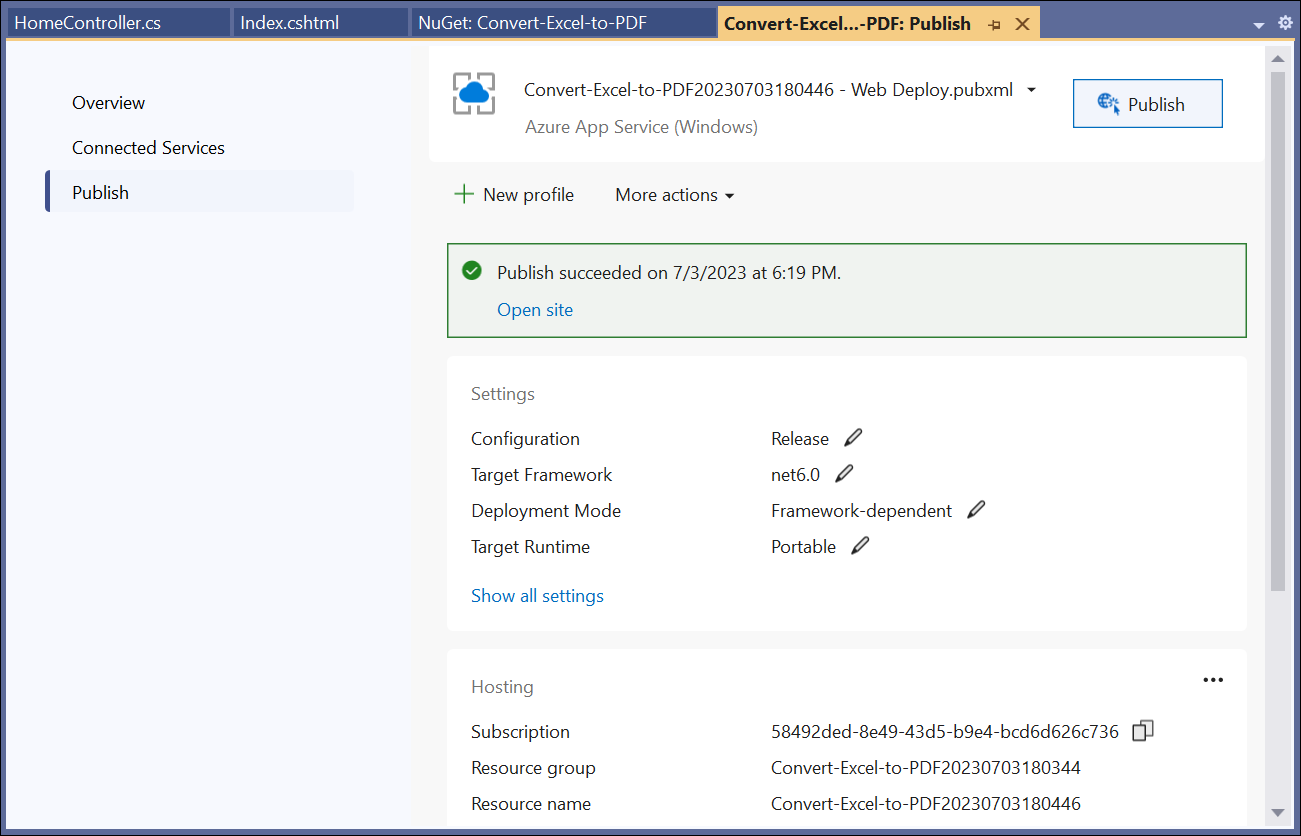 HomeController.cs
Index.cshtml
NuGet: Convert-Excel-to-PDF
Convert-Excel...-PDF: Publish
Overview
Connected Services
Publish
Convert-Excel-to-PDF20230703180446 - Web Deploy.pubxml
Azure App Service (Windows)
Publish
New profile
More actions
Publish succeeded on 7/3/2023 at 6:19 PM.
Open site
Settings
Configuration Release
Target Framework net6.0
Deployment Mode Framework-dependent
Target Runtime Portable
Show all settings
Hosting
Subscription 58492ded-8e49-43d5-b9e4-bcd6d626c736
Resource group Convert-Excel-to-PDF20230703180344
Resource name Convert-Excel-to-PDF20230703180446